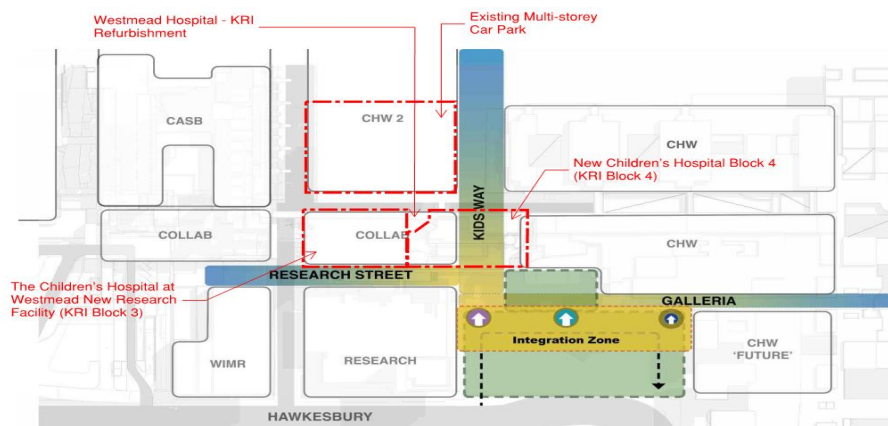 Westmead Hospital - KRI
Refurbishment
Existing Multi-storey
Car Park
CASB
CHW 2
CHW
New Children's Hospital Block 4
(KRI Block 4)
KIDS WAY
COLLAB
COLLAB
CHW
RESEARCH STREET
The Children's Hospital at
Westmead New Research
Facility (KRI Block 3)
GALLERIA
Integration Zone
WIMR
RESEARCH
CHW
'FUTURE'
HAWKESBURY